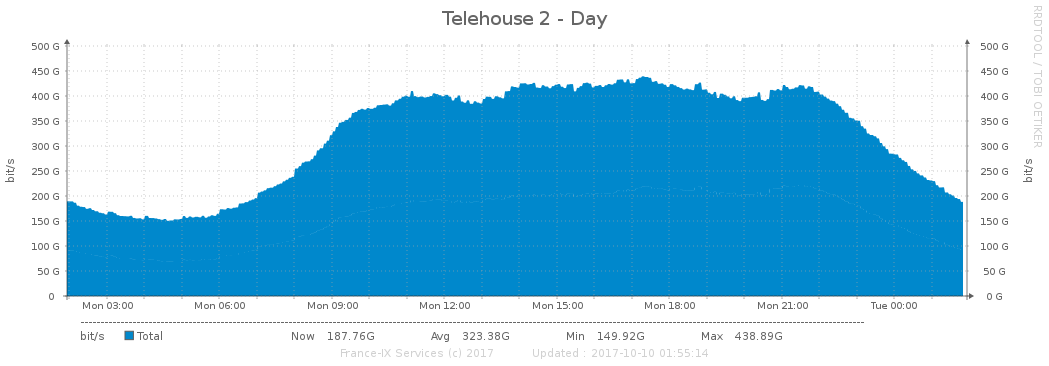 Telehouse 2 - Day
RRDTOOL / TOBI OETIKER
bit/s
500 G
450 G
400 G
350 G
300 G
250 G
200 G
150 G
100 G
50 G
0
500 G
450 G
400 G
350 G
300 G
250 G
200 G
150 G
100 G
50 G
0 G
bit/s
Mon 03:00 Mon 06:00 Mon 09:00 Mon 12:00 Mon 15:00 Mon 18:00 Mon 21:00 Tue 00:00
bit/s Total Now 187.76G Avg 323.38G Min 149.92G Max 438.89G
France-IX Services (c) 2017 Updated : 2017-10-10 01:55:14